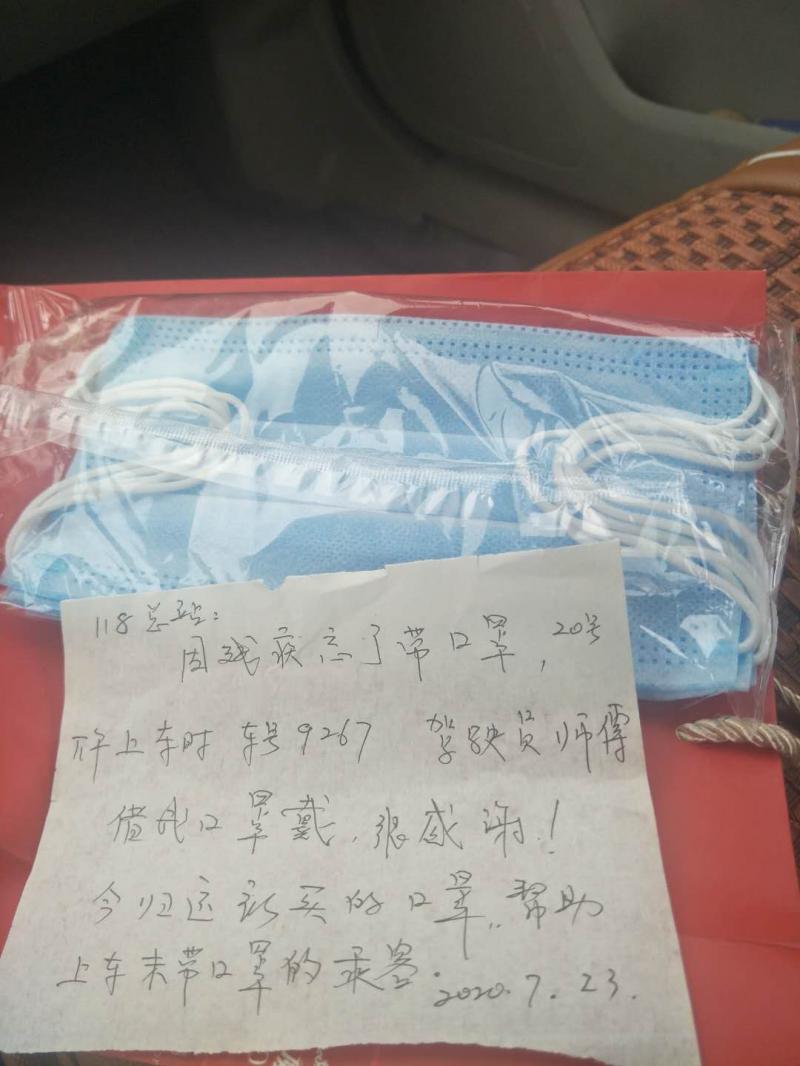 118总站:
因残疾忘了带口罩，20号
下午上车时 车号9267 驾驶员师傅
借我口罩戴，很感谢！
今归还新买的口罩，帮助
上车未带口罩的乘客.2020.7.23.